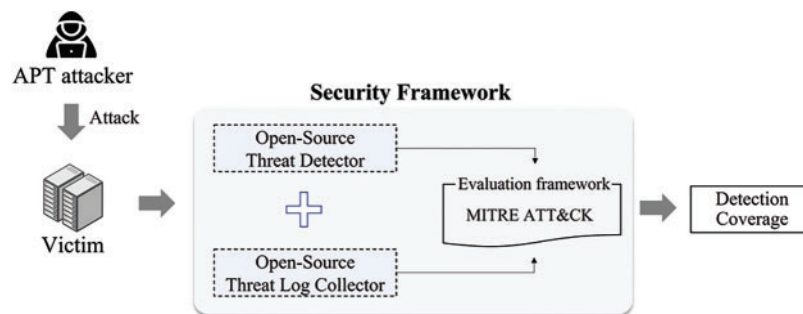 APT attacker
Attack
Victim
Security Framework
Open-Source
Threat Detector
Open-Source
Threat Log Collector
Evaluation framework
MITRE ATT&CK
Detection
Coverage